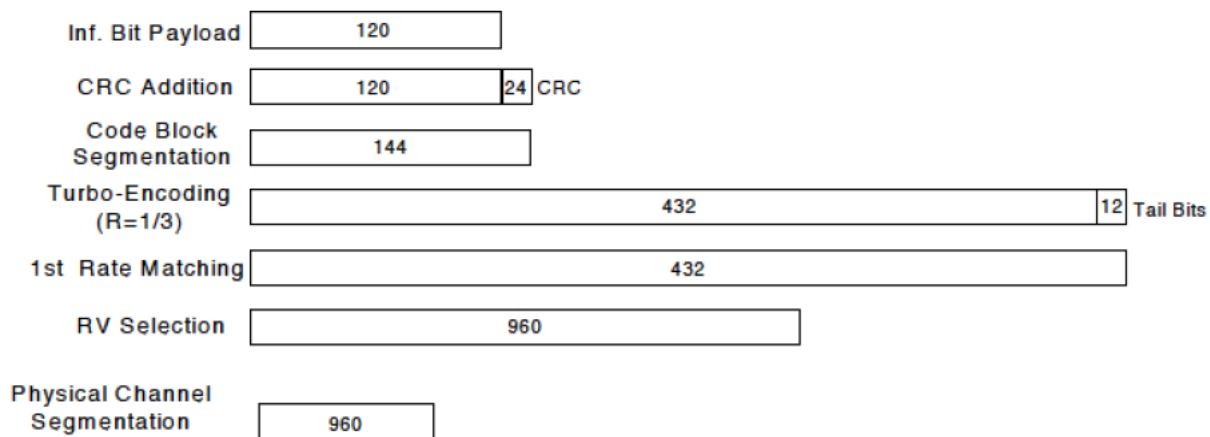 Inf. Bit Payload 120
CRC Addition 120 24 CRC
Code Block
Segmentation 144
Turbo-Encoding
(R=1/3) 432 12 Tail Bits
1st Rate Matching 432
RV Selection 960
Physical Channel
Segmentation 960